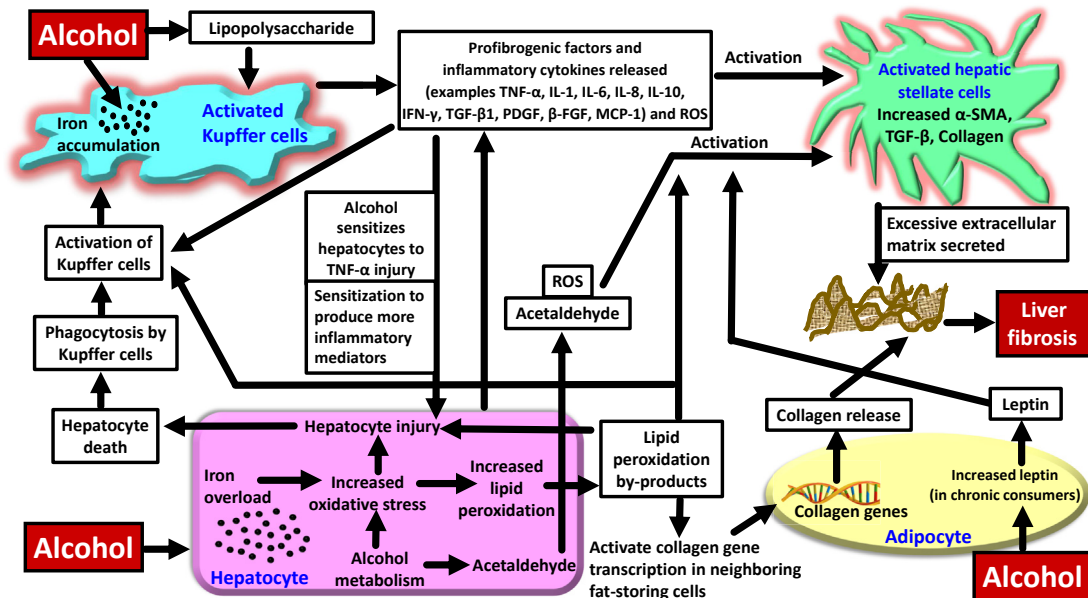 Alcohol
Lipopolysaccharide
Iron
accumulation
Activated
Kupffer cells
Profibrogenic factors and
inflammatory cytokines released
(examples TNF-α, IL-1, IL-6, IL-8, IL-10,
IFN-γ, TGF-β1, PDGF, β-FGF, MCP-1) and ROS
Activation
Activated hepatic
stellate cells
Increased α-SMA,
TGF-β, Collagen
Activation
Alcohol
sensitizes
hepatocytes to
TNF-α injury
Sensitization to
produce more
inflammatory
mediators
Activation of
Kupffer cells
Phagocytosis by
Kupffer cells
Hepatocyte
death
ROS
Acetaldehyde
Excessive extracellular
matrix secreted
Liver
fibrosis
Collagen release
Leptin
Hepatocyte injury
Iron
overload
Increased
oxidative stress
Increased
lipid
peroxidation
Lipid
peroxidation
by-products
Alcohol
Hepatocyte
Alcohol
metabolism
Acetaldehyde
Activate collagen gene
transcription in neighboring
fat-storing cells
Collagen genes
Increased leptin
(in chronic consumers)
Adipocyte
Alcohol